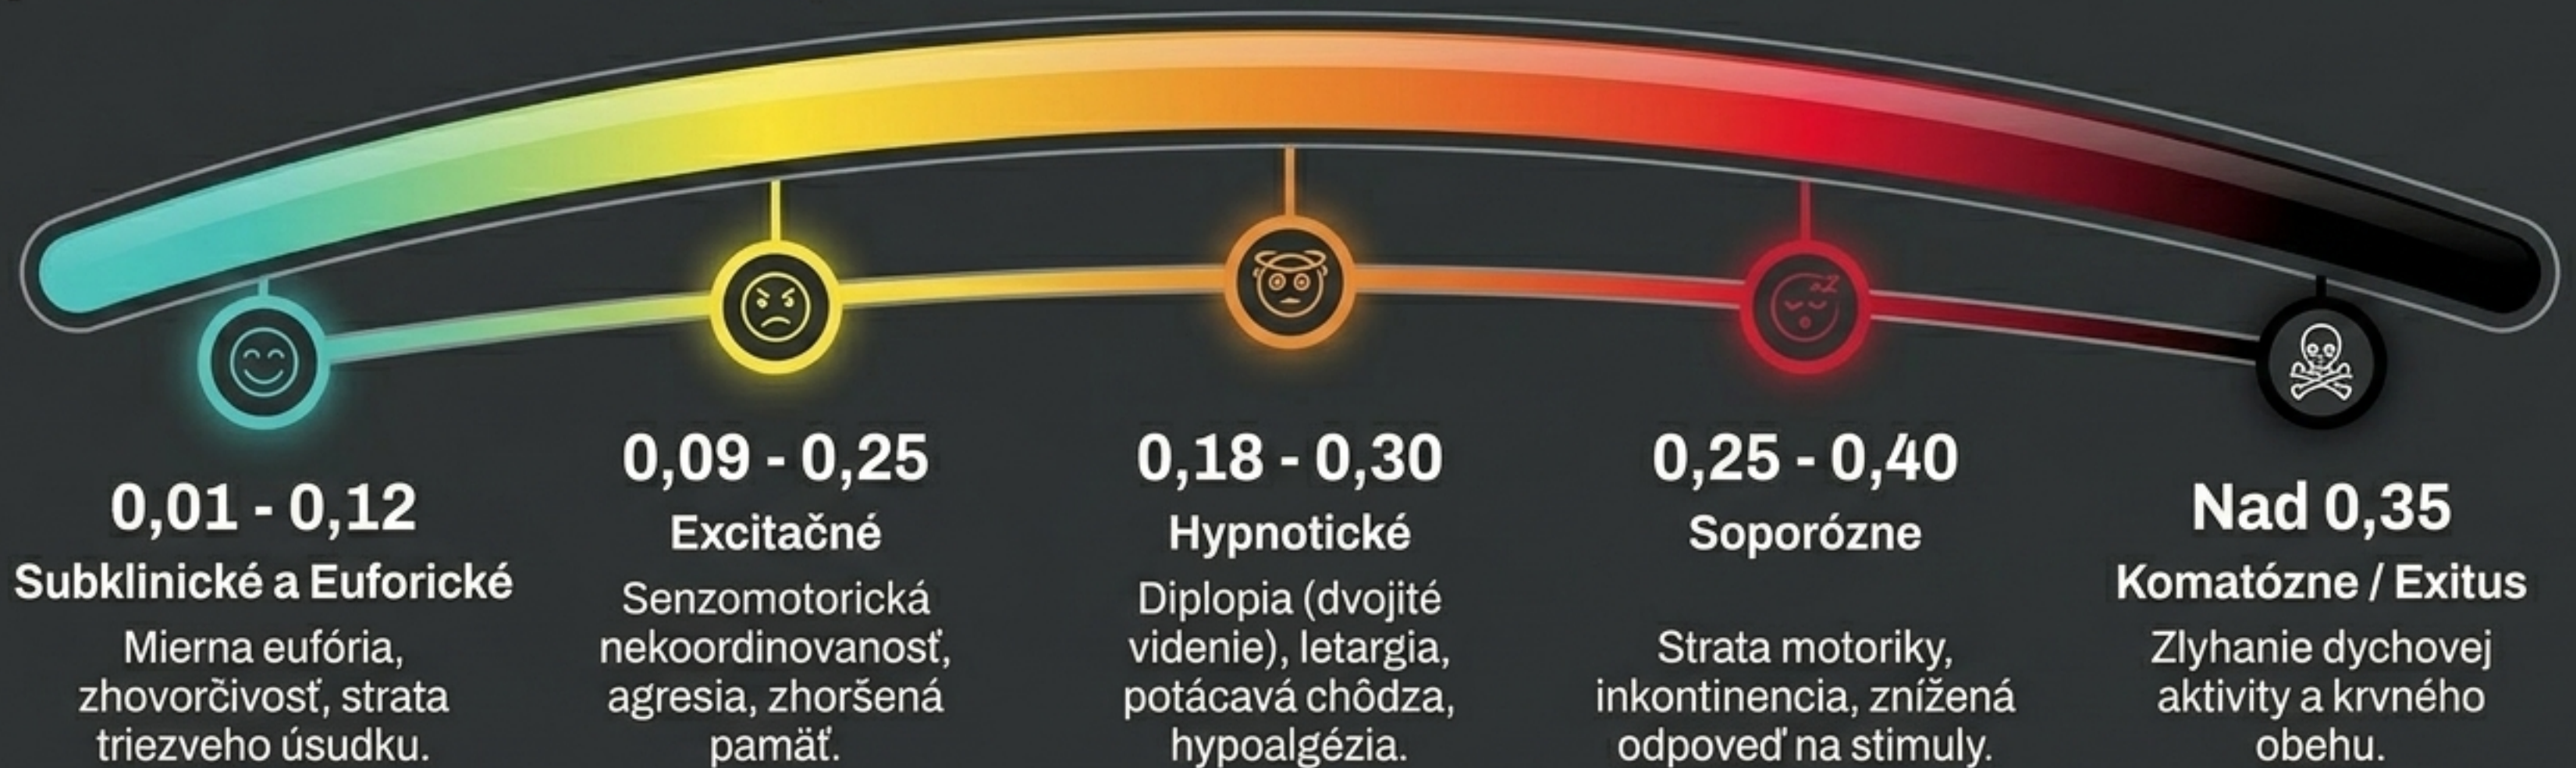 0,01 - 0,12
Subklinické a Euforické
Mierna eufória,
zhovorčivosť, strata
triezveho úsudku.
0,09 - 0,25
Excitačné
Senzomotorická
nekoordinovanosť,
agresia, zhoršená
pamäť.
0,18 - 0,30
Hypnotické
Diplopia (dvojité
videnie), letargia,
potácavá chôdza,
hypoalgézia.
0,25 - 0,40
Soporózne
Strata motoriky,
inkontinencia, znížená
odpoveď na stimuly.
Nad 0,35
Komatózne / Exitus
Zlyhanie dychovej
aktivity a krvného
obehu.